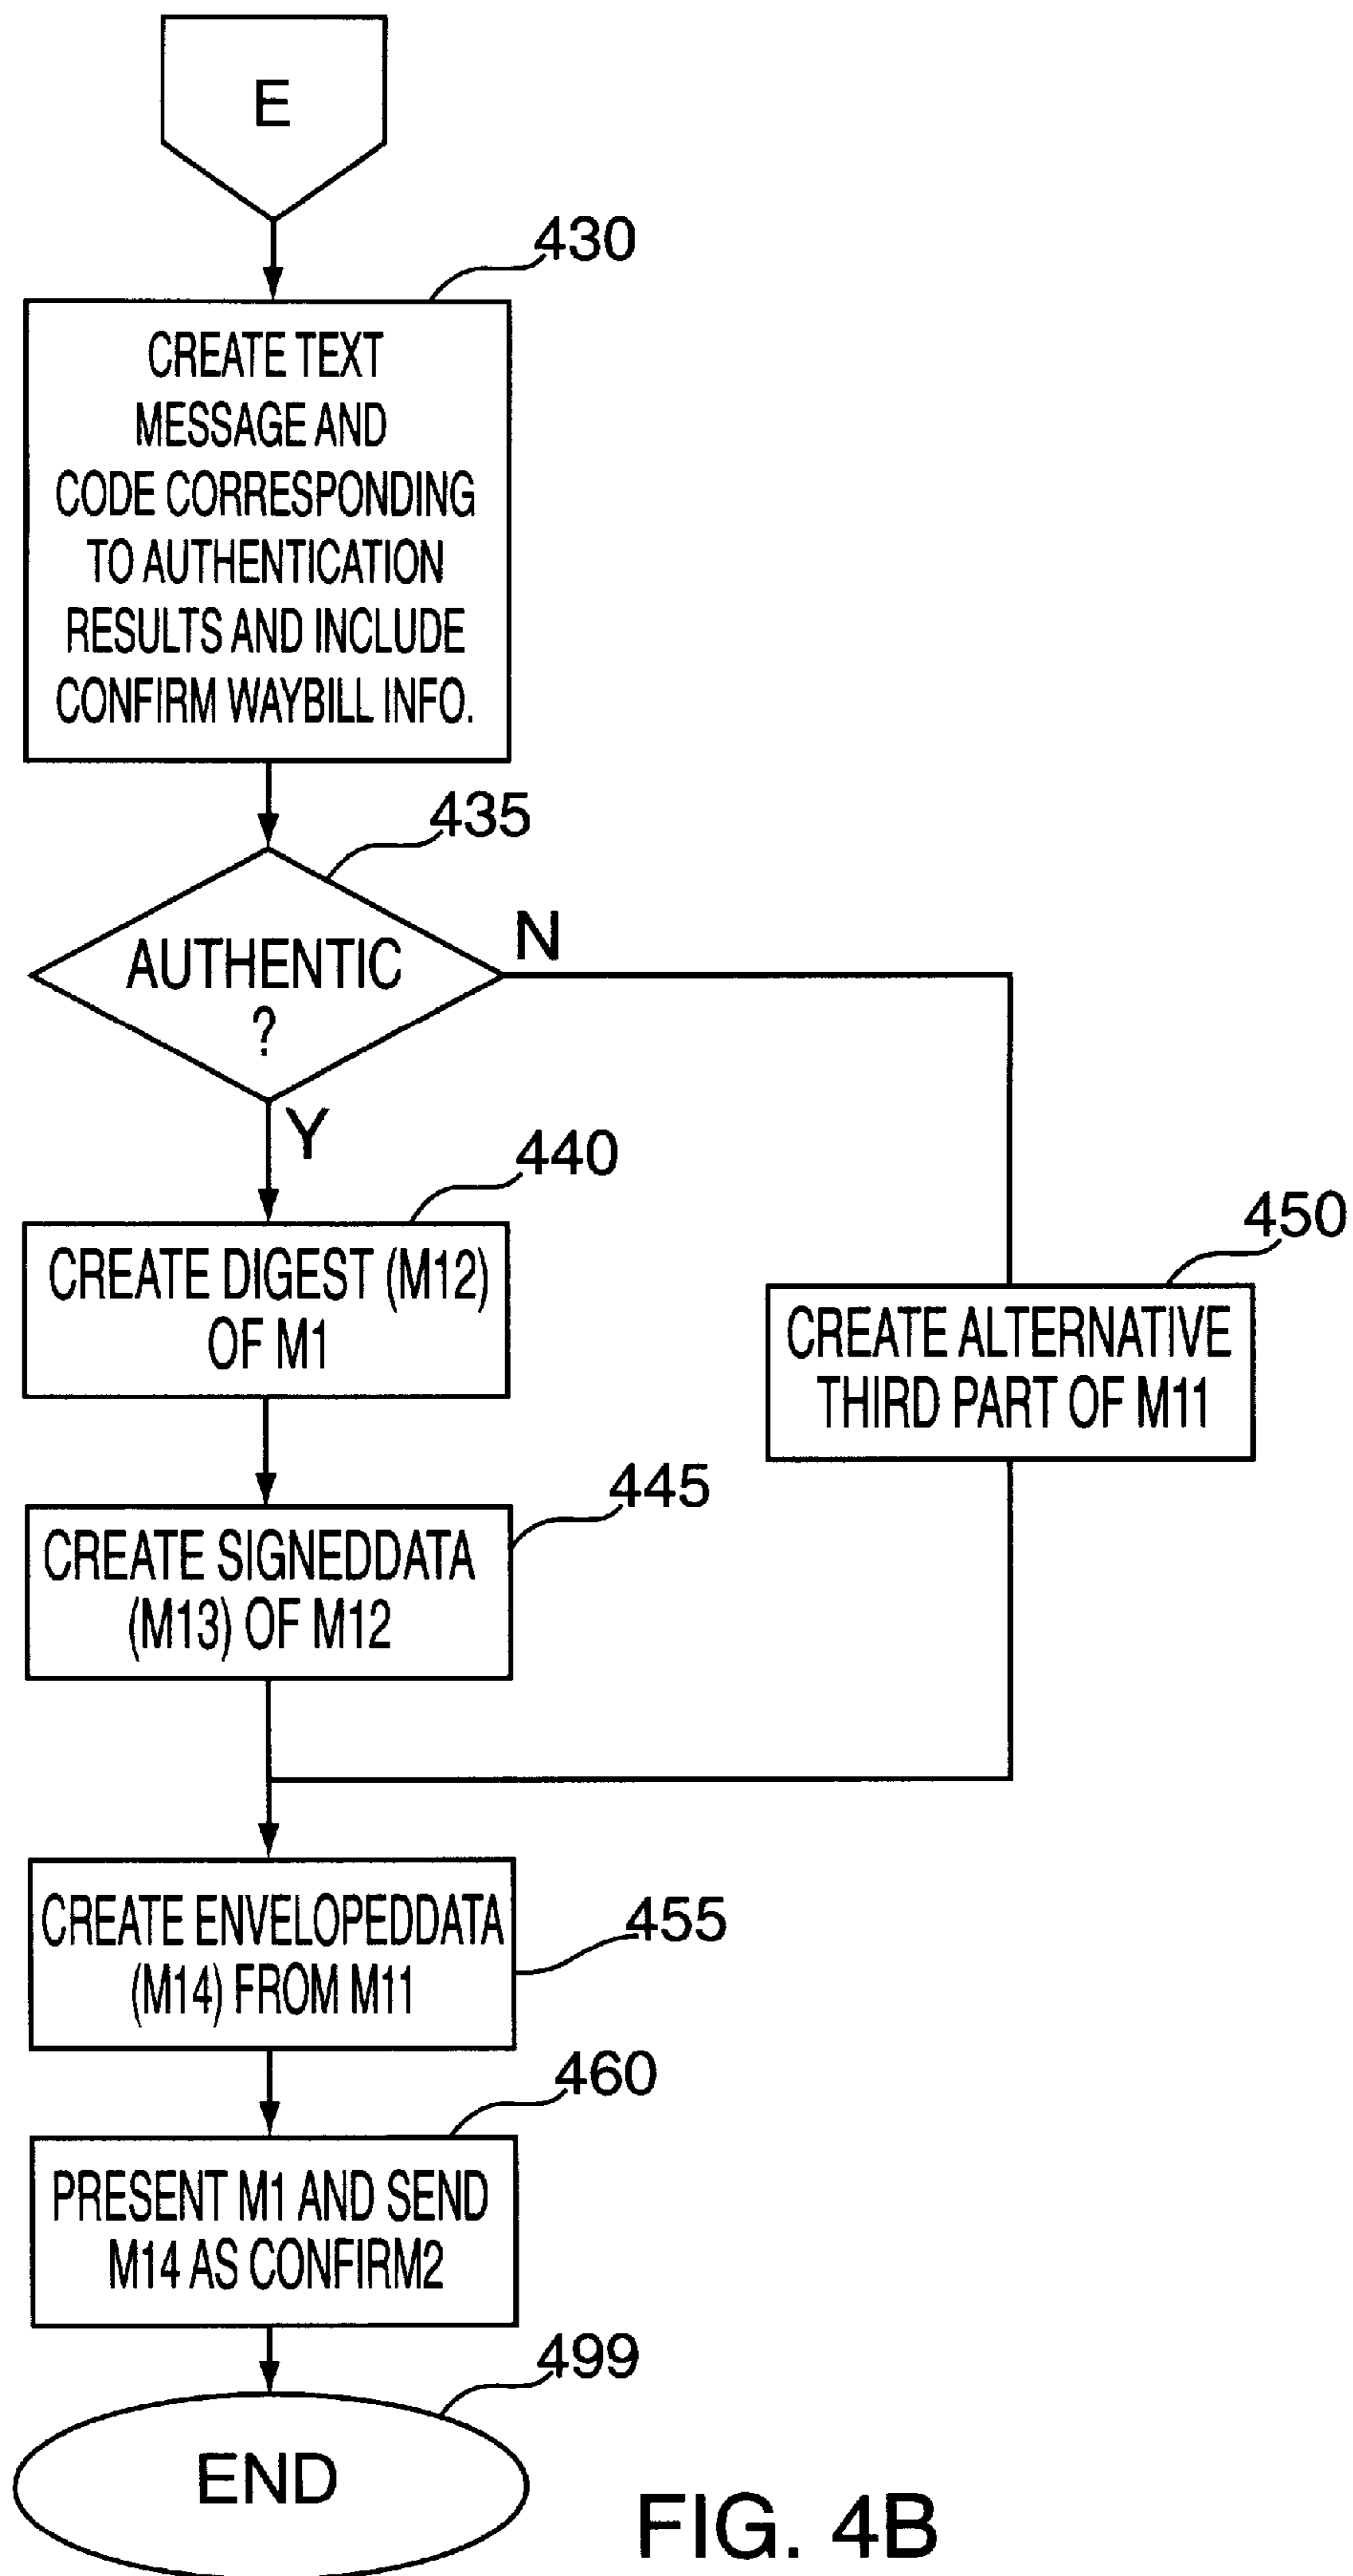 E
430
CREATE TEXT
MESSAGE AND
CODE CORRESPONDING
TO AUTHENTICATION
RESULTS AND INCLUDE
CONFIRM WAYBILL INFO.
435
AUTHENTIC
?
N
Y
440
CREATE DIGEST (M12)
OF M1
450
CREATE ALTERNATIVE
THIRD PART OF M11
445
CREATE SIGNEDDATA
(M13) OF M12
CREATE ENVELOPEDDATA
(M14) FROM M11
455
460
PRESENT M1 AND SEND
M14 AS CONFIRM2
499
END
FIG. 4B